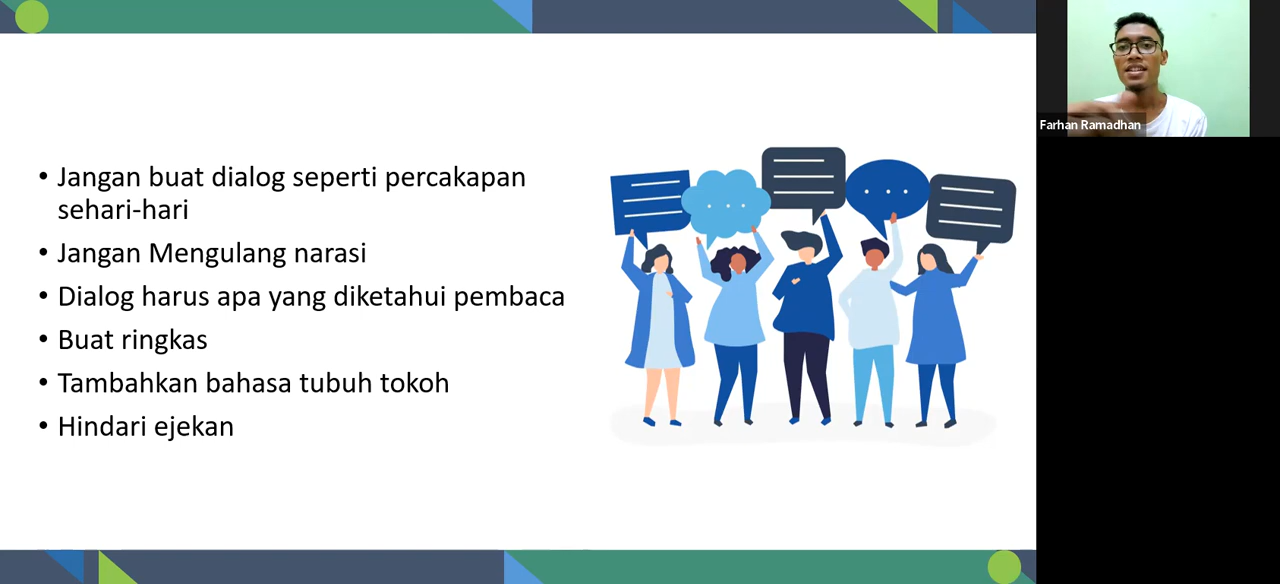 Jangan buat dialog seperti percakapan
sehari-hari
Jangan Mengulang narasi
Dialog harus apa yang diketahui pembaca
Buat ringkas
Tambahkan bahasa tubuh tokoh
Hindari ejekan
Farhan Ramadhan